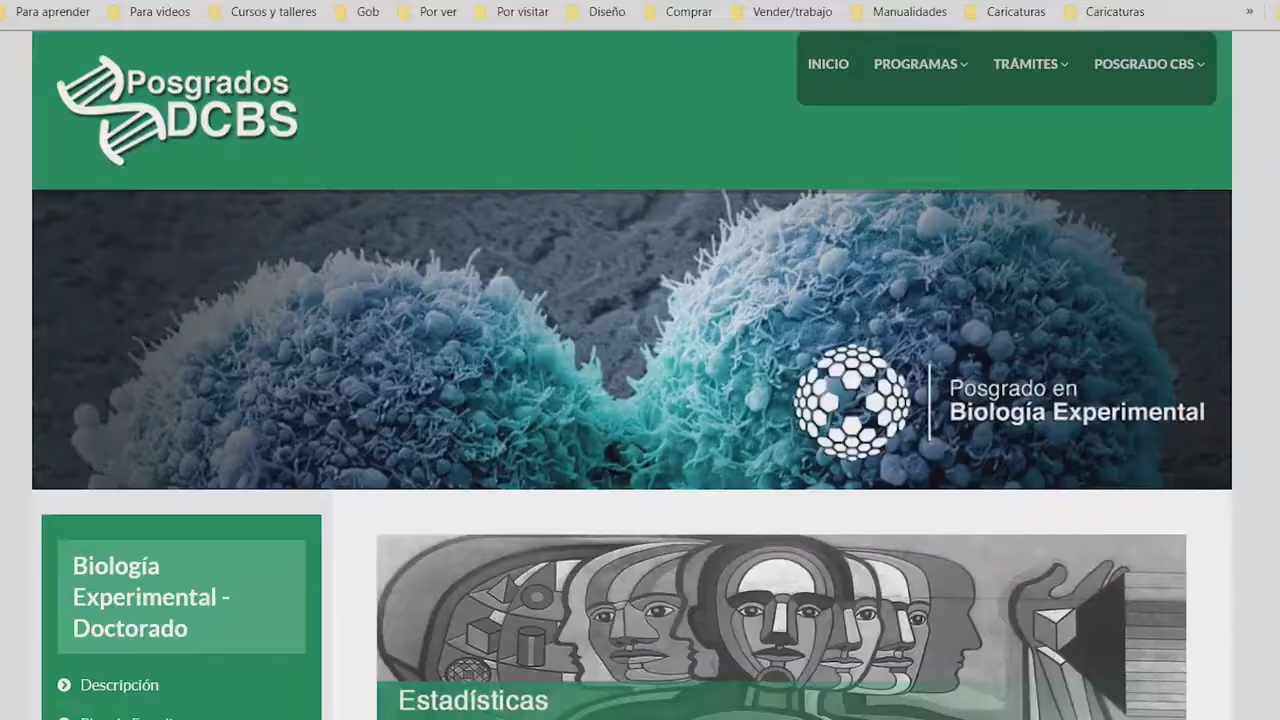 Para aprender Para videos Cursos y talleres Gob Por ver Por visitar Diseño Comprar Vender/trabajo Manualidades Caricaturas Caricaturas »
INICIO PROGRAMAS TRÁMITES POSGRADO CBS
Posgrados
DCBS
Posgrado en
Biología Experimental
Biología
Experimental -
Doctorado
Descripción
Estadísticas